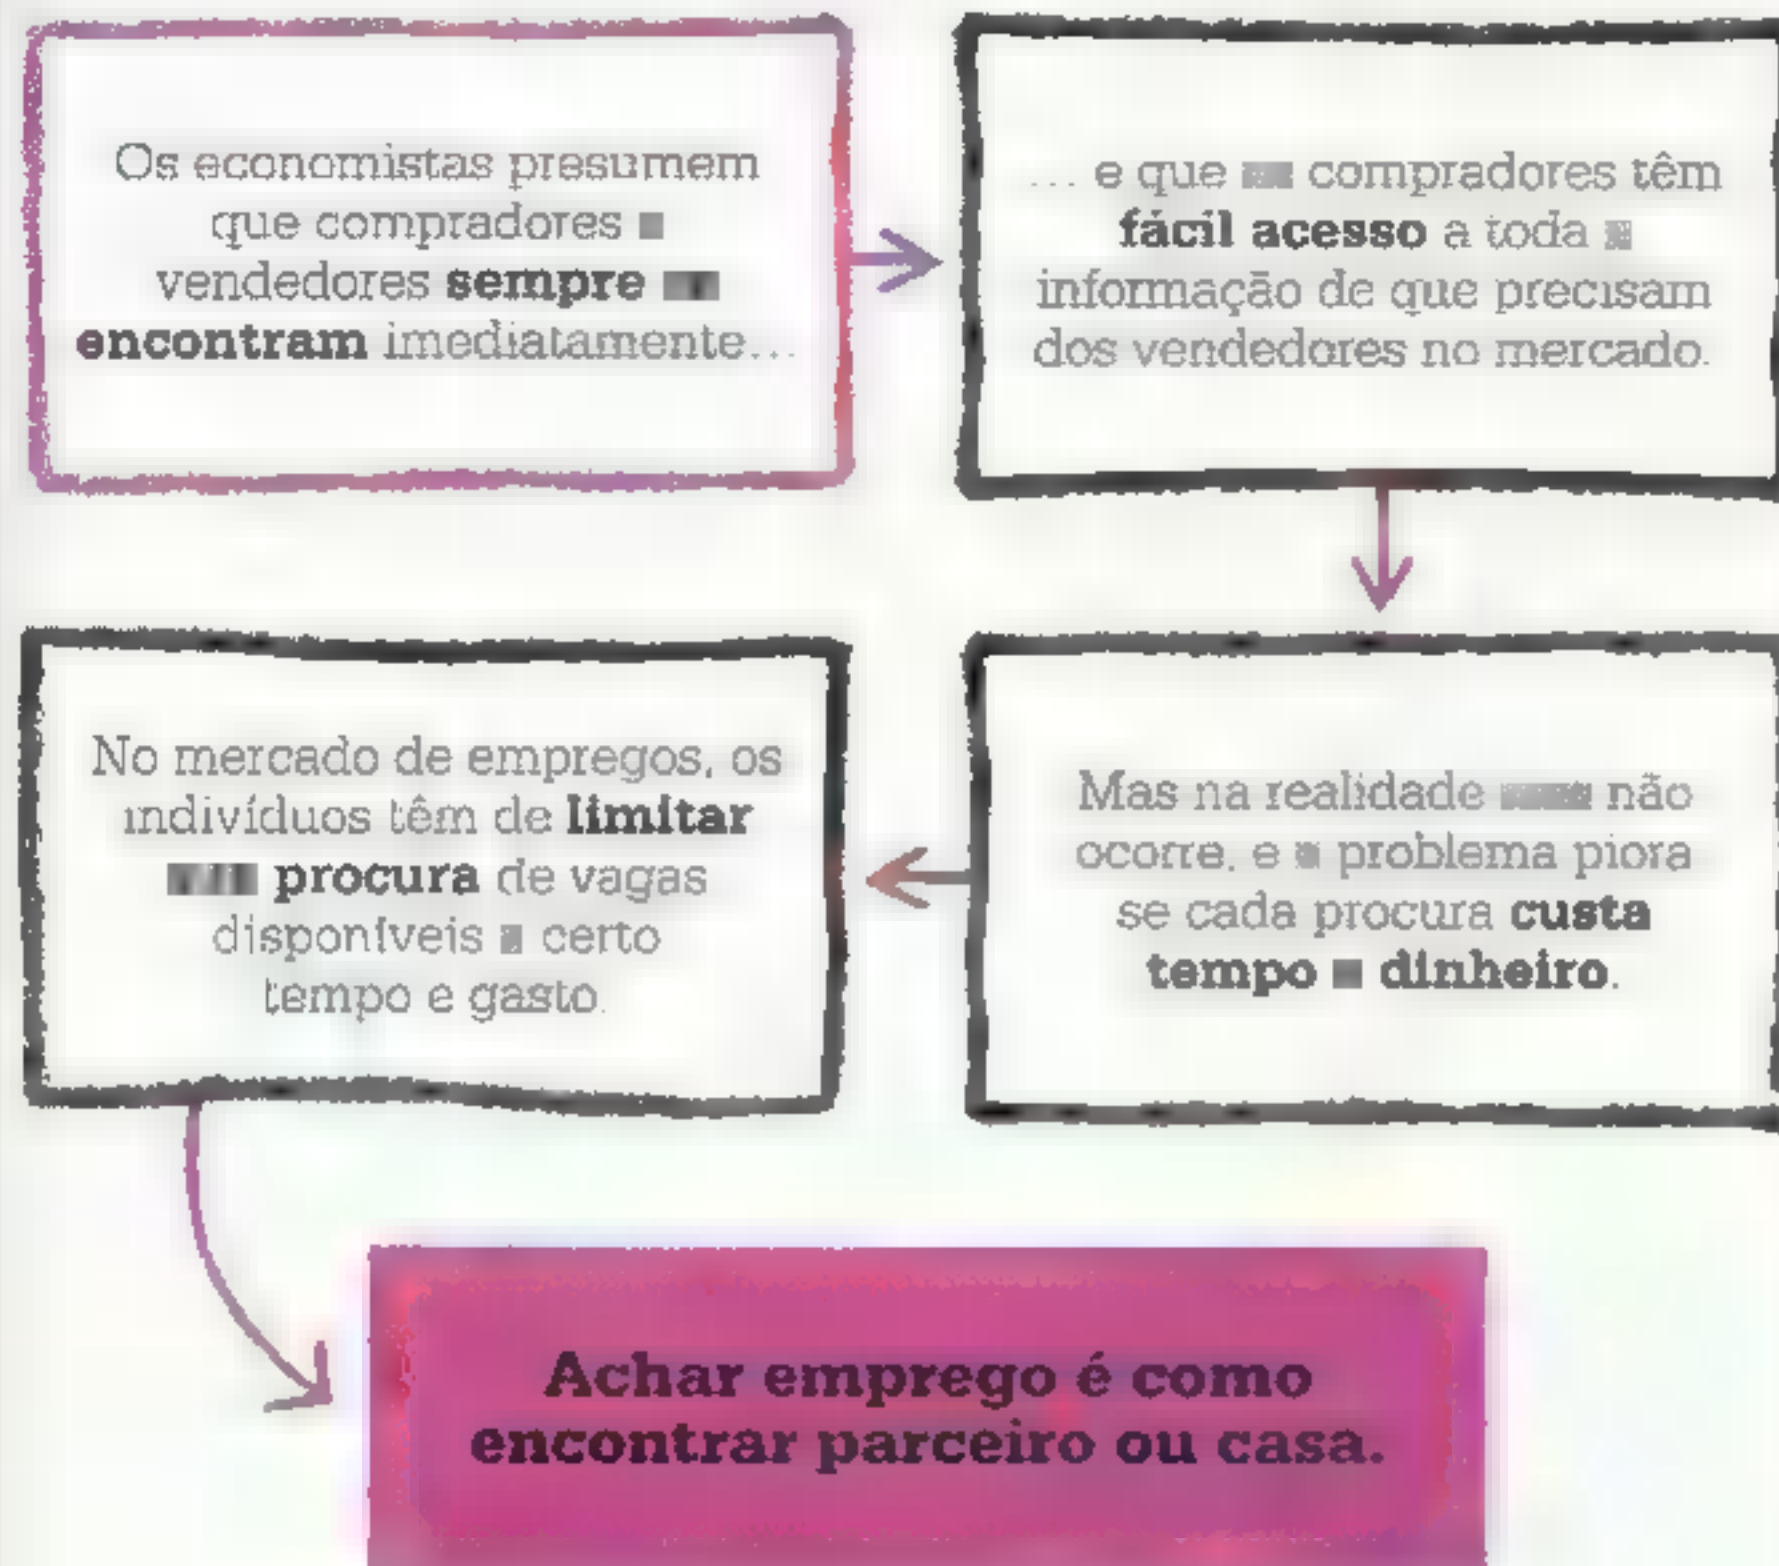 Os economistas presumem
que compradores
vendedores sempre
encontram imediatamente...
... e que compradores têm
fácil acesso a toda
informação de que precisam
dos vendedores no mercado.
Mas na realidade não
ocorre, e problema piora
se cada procura custa
tempo dinheiro.
No mercado de empregos, os
indivíduos têm de limitar
procura de vagas
disponíveis certo
tempo e gasto.
Achar emprego é como
encontrar parceiro ou casa.